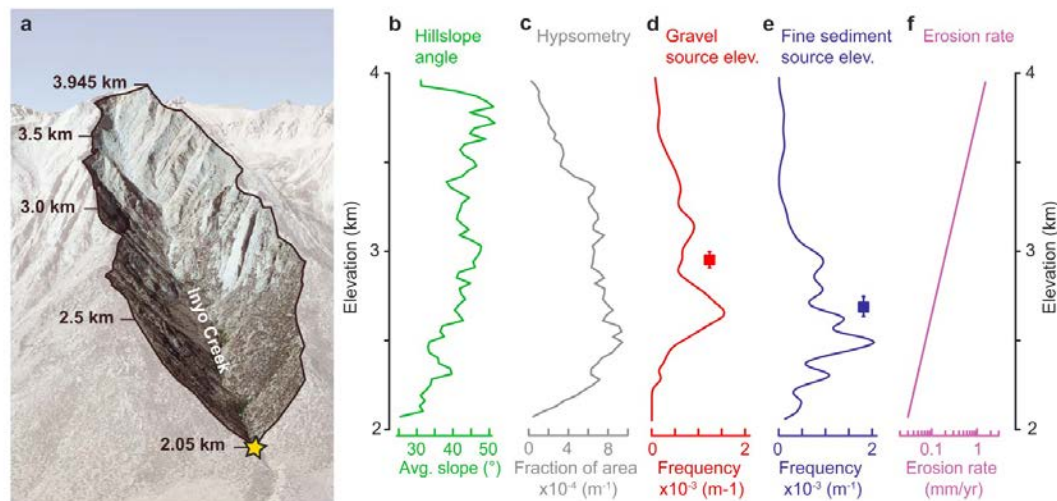 a
3.945 km
3.5 km
3.0 km
2.5 km
Inyo Creek
2.05 km
b
Hillslope
angle
c
Hypsometry
d
Gravel
source elev.
e
Fine sediment
source elev.
f
Erosion rate
4
3
2
Elevation (km)
30 40 50
Avg. slope (°)
0 4 8
Fraction of area
x10⁻⁴ (m⁻¹)
0 2
Frequency
x10⁻³ (m-1)
0 2
Frequency
x10⁻³ (m⁻¹)
0.1 1
Erosion rate
(mm/yr)
4
3
2
Elevation (km)